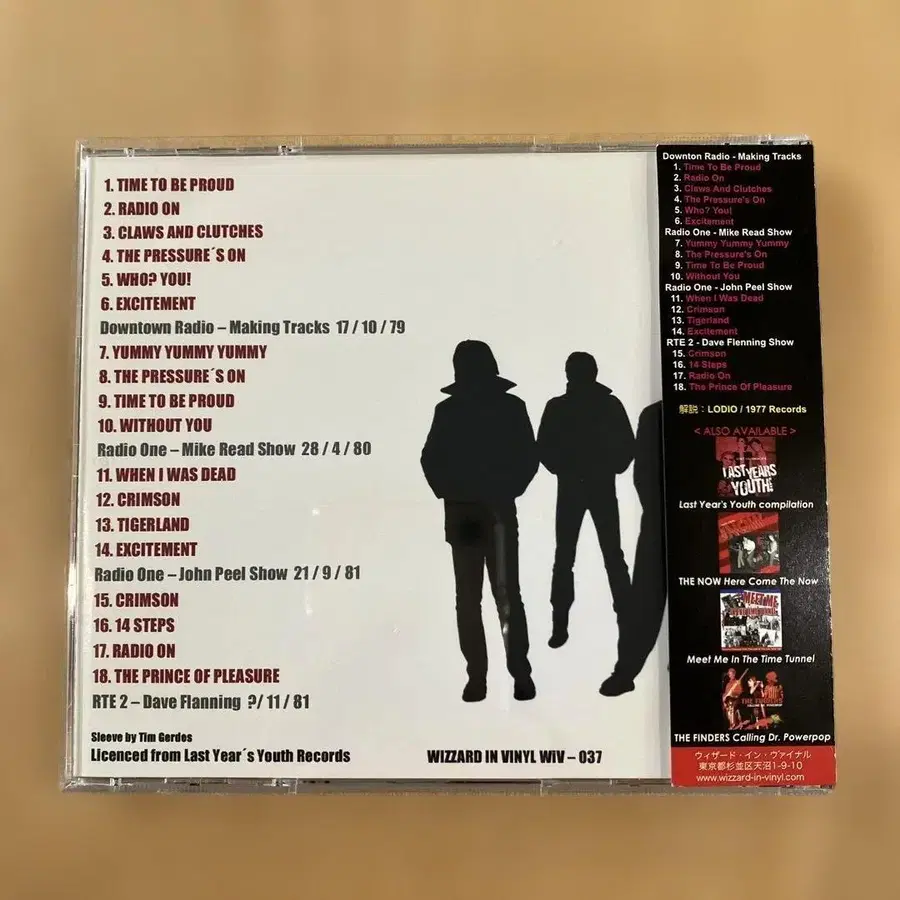 1. TIME TO BE PROUD
2. RADIO ON
3. CLAWS AND CLUTCHES
4. THE PRESSURE´S ON
5. WHO? YOU!
6. EXCITEMENT
Downtown Radio – Making Tracks 17 / 10 / 79
7. YUMMY YUMMY YUMMY
8. THE PRESSURE´S ON
9. TIME TO BE PROUD
10. WITHOUT YOU
Radio One – Mike Read Show 28 / 4 / 80
11. WHEN I WAS DEAD
12. CRIMSON
13. TIGERLAND
14. EXCITEMENT
Radio One – John Peel Show 21 / 9 / 81
15. CRIMSON
16. 14 STEPS
17. RADIO ON
18. THE PRINCE OF PLEASURE
RTE 2 – Dave Flanning ?/ 11 / 81
Sleeve by Tim Gerdes
Licenced from Last Year´s Youth Records
WIZZARD IN VINYL WiV – 037
Downton Radio - Making Tracks
1. Time To Be Proud
2. Radio On
3. Claws And Clutches
4. The Pressure's On
5. Who? You!
6. Excitement
Radio One - Mike Read Show
7. Yummy Yummy Yummy
8. The Pressure's On
9. Time To Be Proud
10. Without You
Radio One - John Peel Show
11. When I Was Dead
12. Crimson
13. Tigerland
14. Excitement
RTE 2 - Dave Flenning Show
15. Crimson
16. 14 Steps
17. Radio On
18. The Prince Of Pleasure
解説：LODIO / 1977 Records
< ALSO AVAILABLE >
LAST YEARS
YOUTH
Last Year's Youth compilation
THE NOW Here Come The Now
MEET ME
Meet Me In The Time Tunnel
THE FINDERS
THE FINDERS Calling Dr. Powerpop
ウィザード・イン・ヴァイナル
東京都杉並区天沼1-9-10
www.wizzard-in-vinyl.com